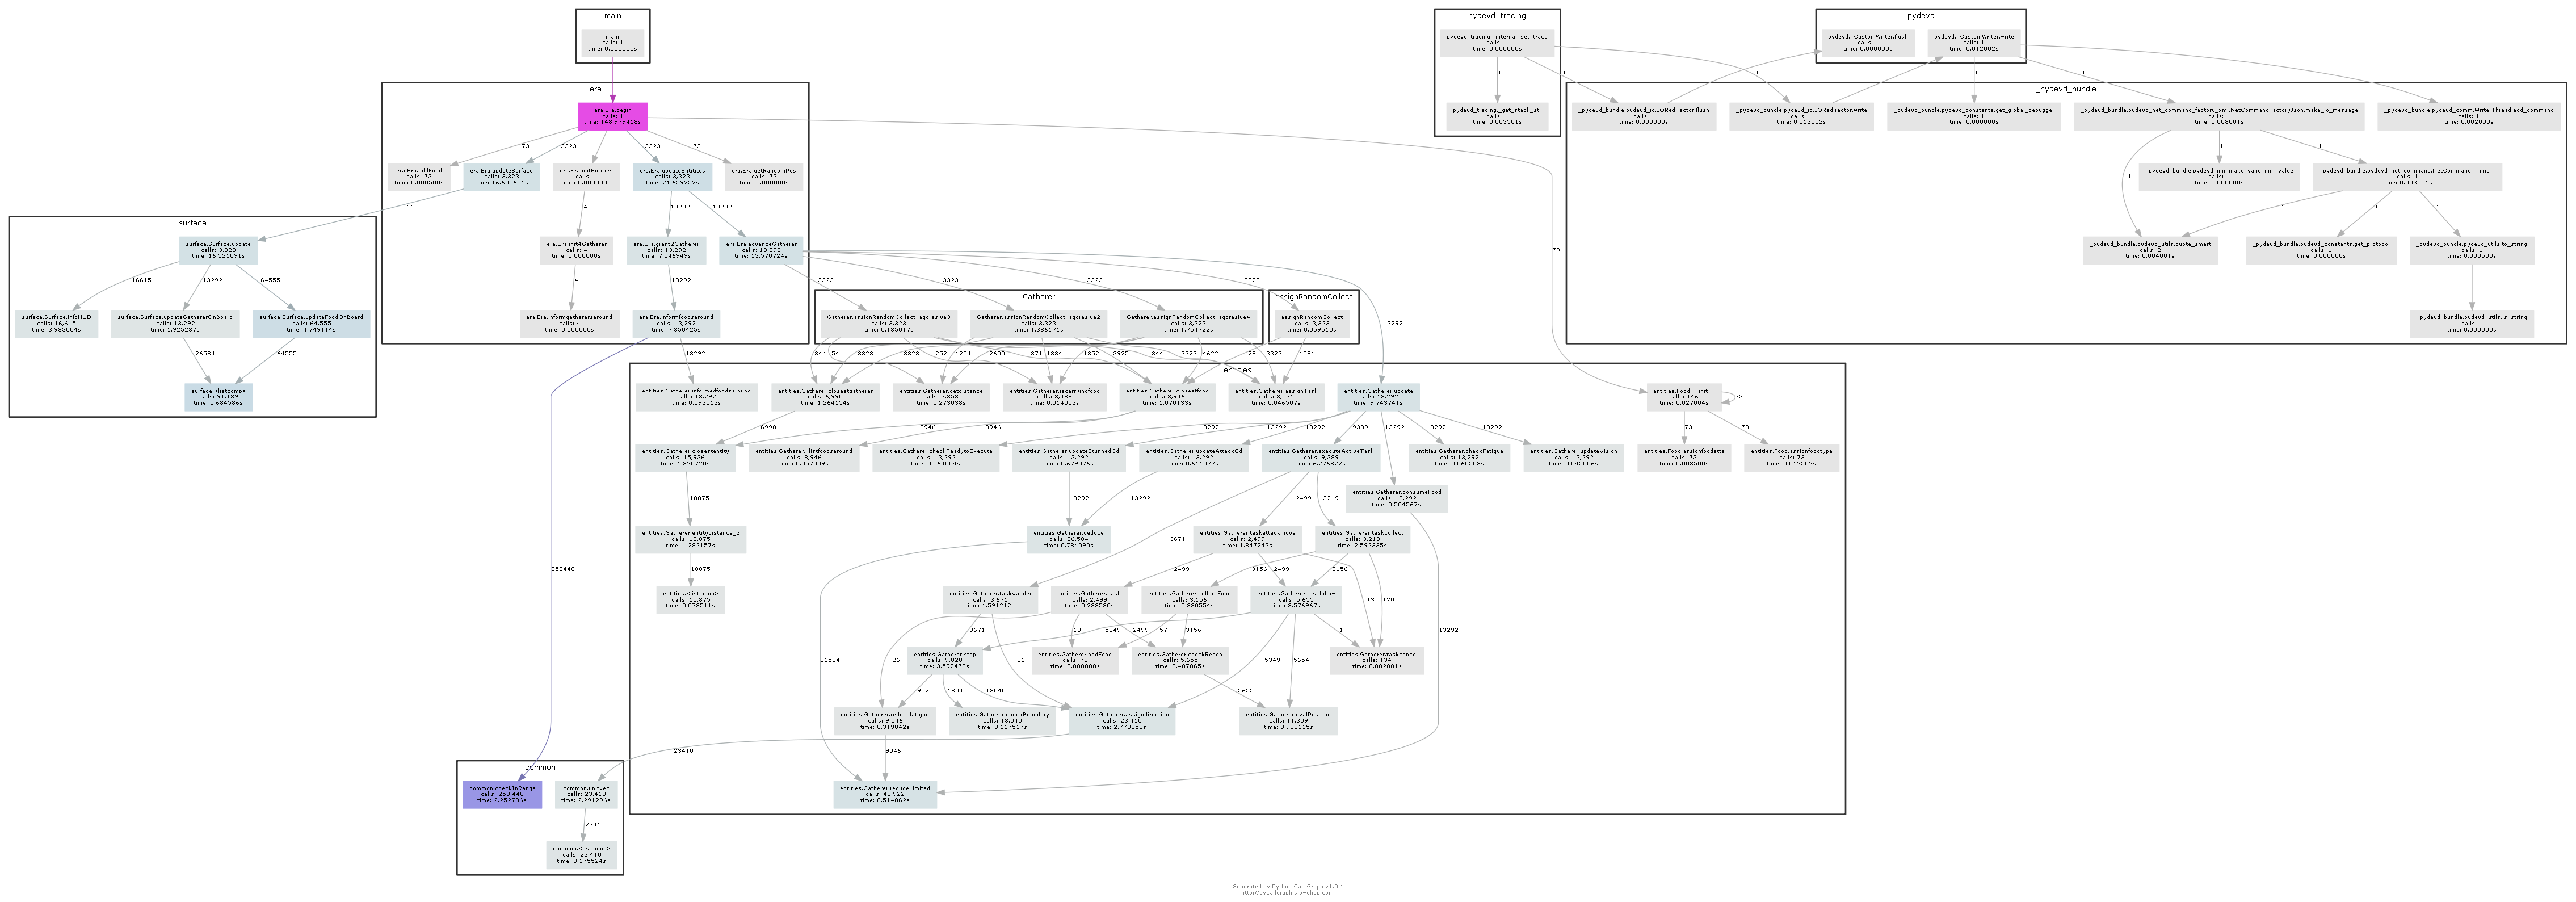 __main__
main
calls: 1
time: 0.000000s
1
pydevd_tracing
pydevd_tracing._internal_set_trace
calls: 1
time: 0.000000s
1
1
1
pydevd_tracing._get_stack_str
calls: 1
time: 0.003501s
pydevd
pydevd._CustomWriter.flush
calls: 1
time: 0.000000s
pydevd._CustomWriter.write
calls: 1
time: 0.012002s
1
1
1
1
1
_pydevd_bundle
_pydevd_bundle.pydevd_io.IORedirector.flush
calls: 1
time: 0.000000s
_pydevd_bundle.pydevd_io.IORedirector.write
calls: 1
time: 0.013502s
_pydevd_bundle.pydevd_constants.get_global_debugger
calls: 1
time: 0.000000s
_pydevd_bundle.pydevd_net_command_factory_xml.NetCommandFactoryJson.make_io_message
calls: 1
time: 0.008001s
_pydevd_bundle.pydevd_comm.WriterThread.add_command
calls: 1
time: 0.002000s
1
1
1
_pydevd_bundle.pydevd_xml.make_valid_xml_value
calls: 1
time: 0.000000s
_pydevd_bundle.pydevd_net_command.NetCommand.__init__
calls: 1
time: 0.003001s
1
1
1
_pydevd_bundle.pydevd_utils.quote_smart
calls: 2
time: 0.004001s
_pydevd_bundle.pydevd_constants.get_protocol
calls: 1
time: 0.000000s
_pydevd_bundle.pydevd_utils.to_string
calls: 1
time: 0.000500s
1
_pydevd_bundle.pydevd_utils.is_string
calls: 1
time: 0.000000s
era
era.Era.begin
calls: 1
time: 148.979418s
73
3323
1
3323
73
73
era.Era.addFood
calls: 73
time: 0.000500s
era.Era.updateSurface
calls: 3,323
time: 16.605601s
era.Era.initEntities
calls: 1
time: 0.000000s
era.Era.updateEntitites
calls: 3,323
time: 21.659252s
era.Era.getRandomPos
calls: 73
time: 0.000000s
3323
4
13292
13292
era.Era.init4Gatherer
calls: 4
time: 0.000000s
era.Era.grant2Gatherer
calls: 13,292
time: 7.546949s
era.Era.advanceGatherer
calls: 13,292
time: 13.570724s
4
13292
3323
3323
3323
3323
13292
era.Era.informgatherersaround
calls: 4
time: 0.000000s
era.Era.informfoodsaround
calls: 13,292
time: 7.350425s
258448
13292
surface
surface.Surface.update
calls: 3,323
time: 16.521091s
16615
13292
64555
surface.Surface.infoHUD
calls: 16,615
time: 3.983004s
surface.Surface.updateGathererOnBoard
calls: 13,292
time: 1.925237s
surface.Surface.updateFoodOnBoard
calls: 64,555
time: 4.749114s
26584
64555
surface.<listcomp>
calls: 91,139
time: 0.684586s
Gatherer
Gatherer.assignRandomCollect_aggresive3
calls: 3,323
time: 0.135017s
Gatherer.assignRandomCollect_aggresive2
calls: 3,323
time: 1.386171s
Gatherer.assignRandomCollect_aggresive4
calls: 3,323
time: 1.754722s
assignRandomCollect
assignRandomCollect
calls: 3,323
time: 0.059510s
344
54
3323
3323
252
1204
2600
371
1884
1352
3925
344
4622
3323
28
3323
1581
entities
entities.Gatherer.informedfoodsaround
calls: 13,292
time: 0.092012s
entities.Gatherer.closestgatherer
calls: 6,990
time: 1.264154s
entities.Gatherer.getdistance
calls: 3,858
time: 0.273038s
entities.Gatherer.iscarryingfood
calls: 3,488
time: 0.014002s
entities.Gatherer.closestfood
calls: 8,946
time: 1.070133s
entities.Gatherer.assignTask
calls: 8,571
time: 0.046507s
entities.Gatherer.update
calls: 13,292
time: 9.743741s
entities.Food.__init__
calls: 146
time: 0.027004s
73
6990
8946
8946
13292
13292
13292
9389
13292
13292
13292
73
73
entities.Gatherer.closestentity
calls: 15,936
time: 1.820720s
entities.Gatherer._listfoodsaround
calls: 8,946
time: 0.057009s
entities.Gatherer.checkReadytoExecute
calls: 13,292
time: 0.064004s
entities.Gatherer.updateStunnedCd
calls: 13,292
time: 0.679076s
entities.Gatherer.updateAttackCd
calls: 13,292
time: 0.611077s
entities.Gatherer.executeActiveTask
calls: 9,389
time: 6.276822s
entities.Gatherer.checkFatigue
calls: 13,292
time: 0.060508s
entities.Gatherer.updateVision
calls: 13,292
time: 0.045006s
entities.Food.assignfoodatts
calls: 73
time: 0.003500s
entities.Food.assignfoodtype
calls: 73
time: 0.012502s
10875
13292
13292
2499
3219
3671
entities.Gatherer.consumeFood
calls: 13,292
time: 0.504567s
entities.Gatherer.entitydistance_2
calls: 10,875
time: 1.282157s
entities.Gatherer.deduce
calls: 26,584
time: 0.784090s
entities.Gatherer.taskattackmove
calls: 2,499
time: 1.847243s
entities.Gatherer.taskcollect
calls: 3,219
time: 2.592335s
10875
2499
3156
2499
3156
13
120
13292
entities.<listcomp>
calls: 10,875
time: 0.078511s
entities.Gatherer.taskwander
calls: 3,671
time: 1.591212s
entities.Gatherer.bash
calls: 2,499
time: 0.238530s
entities.Gatherer.collectFood
calls: 3,156
time: 0.380554s
entities.Gatherer.taskfollow
calls: 5,655
time: 3.576967s
26584
3671
5349
26
21
13
2499
57
3156
5349
5654
1
entities.Gatherer.step
calls: 9,020
time: 3.592478s
entities.Gatherer.addFood
calls: 70
time: 0.000000s
entities.Gatherer.checkReach
calls: 5,655
time: 0.487065s
entities.Gatherer.taskcancel
calls: 134
time: 0.002001s
9020
18040
18040
5655
entities.Gatherer.reducefatigue
calls: 9,046
time: 0.319042s
entities.Gatherer.checkBoundary
calls: 18,040
time: 0.117517s
entities.Gatherer.assigndirection
calls: 23,410
time: 2.773858s
entities.Gatherer.evalPosition
calls: 11,309
time: 0.902115s
23410
9046
entities.Gatherer.reduceLimited
calls: 48,922
time: 0.514062s
common
common.checkInRange
calls: 258,448
time: 2.252786s
common.unitvec
calls: 23,410
time: 2.291296s
23410
common.<listcomp>
calls: 23,410
time: 0.175524s
Generated by Python Call Graph v1.0.1
http://pycallgraph.slowchop.com